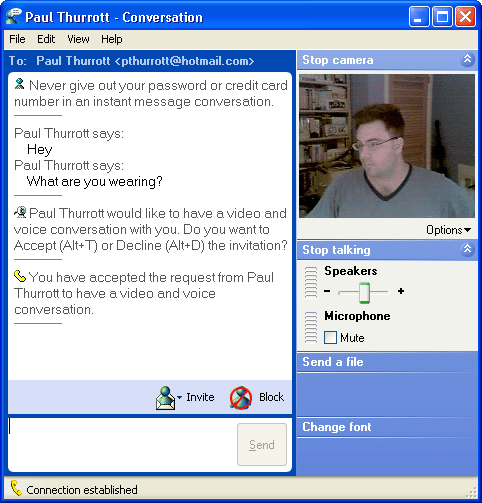 Paul Thurrott - Conversation
File Edit View Help
To: Paul Thurrott <pthurrott@hotmail.com>
Never give out your password or credit card
number in an instant message conversation.
Paul Thurrott says:
Hey
Paul Thurrott says:
What are you wearing?
Paul Thurrott would like to have a video and
voice conversation with you. Do you want to
Accept (Alt+T) or Decline (Alt+D) the invitation?
You have accepted the request from Paul
Thurrott to have a video and voice
conversation.
Invite Block
Send
Stop camera
Options
Stop talking
Speakers
- +
Microphone
Mute
Send a file
Change font
Connection established